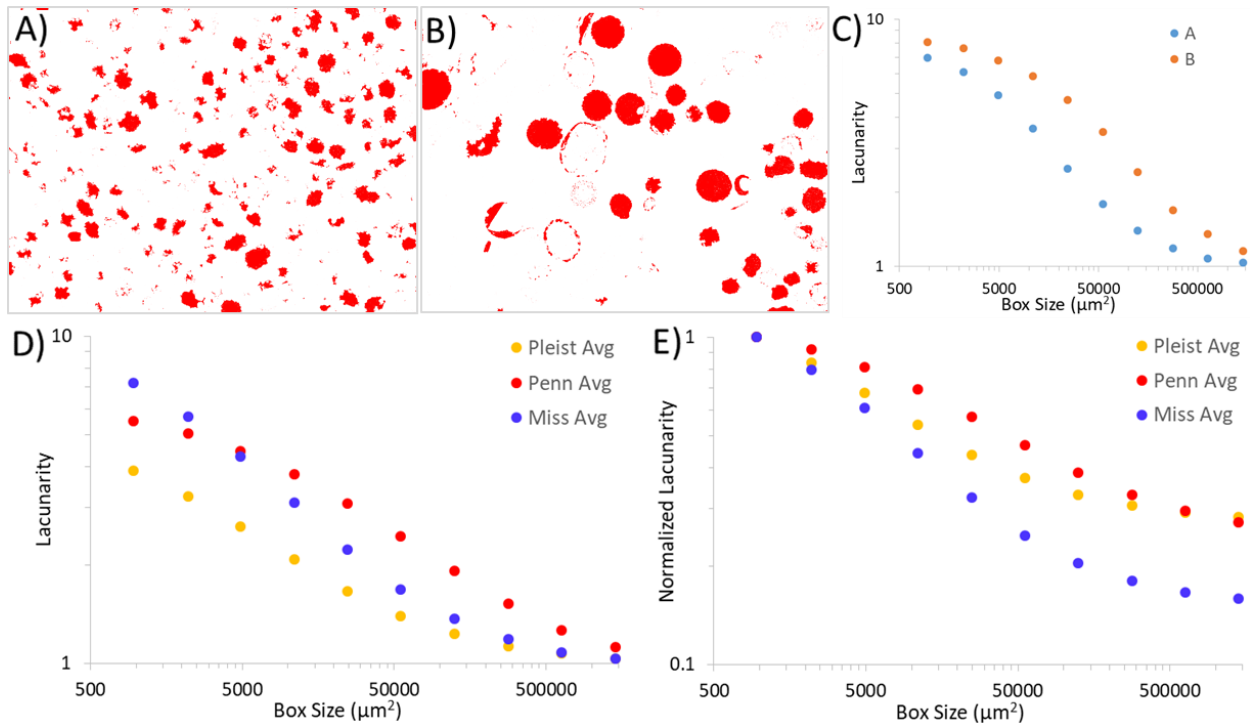 A)
B)
C)
10
A
B
Lacunarity
1
500
5000
50000
500000
Box Size (μm²)
D)
10
Pleist Avg
Penn Avg
Miss Avg
Lacunarity
1
500
5000
50000
500000
Box Size (μm²)
E)
1
Pleist Avg
Penn Avg
Miss Avg
Normalized Lacunarity
0.1
500
5000
50000
500000
Box Size (μm²)